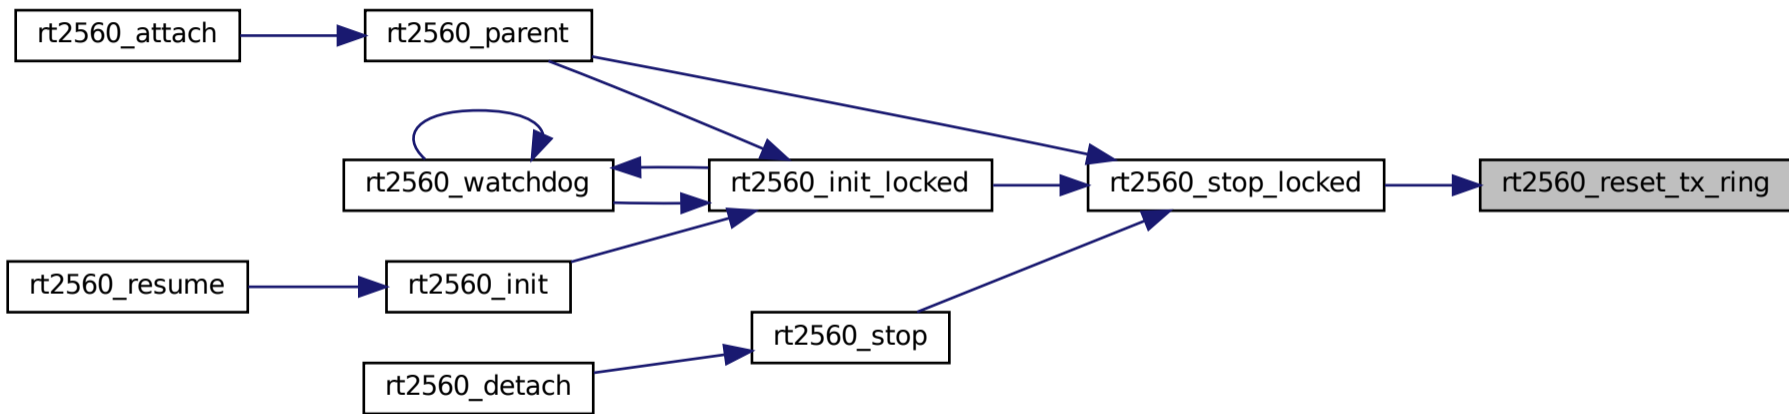 rt2560_attach
rt2560_parent
rt2560_watchdog
rt2560_init_locked
rt2560_stop_locked
rt2560_reset_tx_ring
rt2560_resume
rt2560_init
rt2560_stop
rt2560_detach